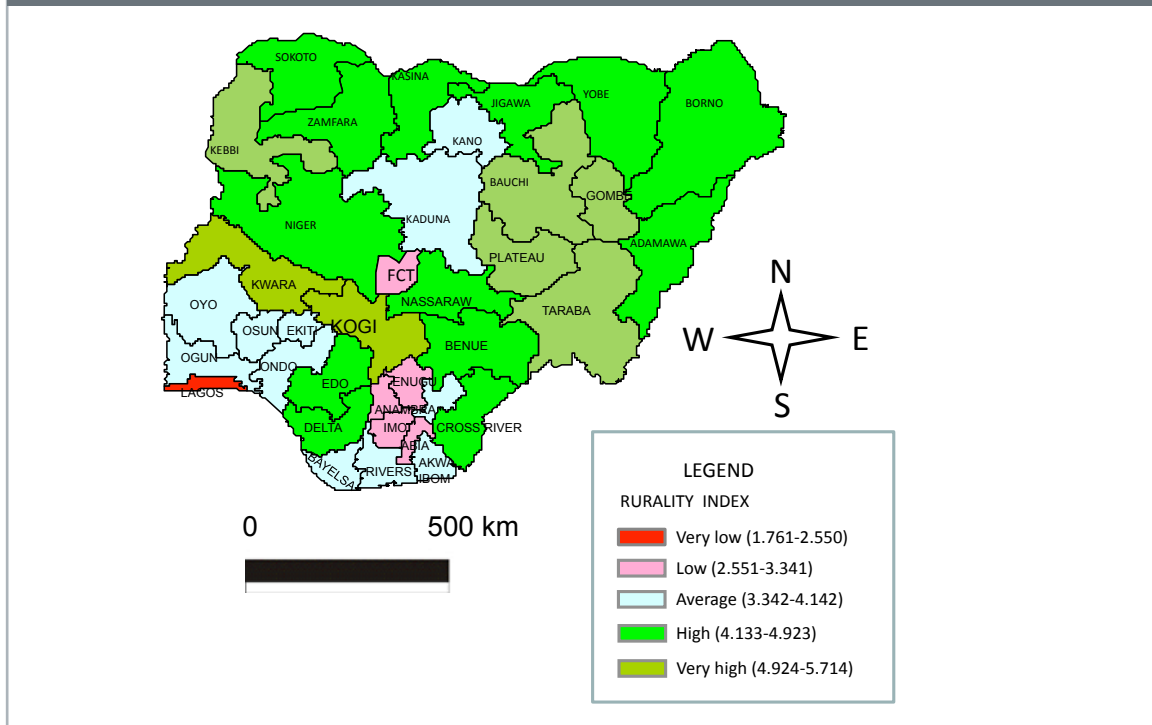 SOKOTO
KASINA
JIGAWA
YOBE
BORNO
ZAMFARA
KANO
KEBBI
BAUCHI
GOMBE
NIGER
KADUNA
ADAMAWA
PLATEAU
FCT
KWARA
NASSARAW
TARABA
OYO
KOGI
OSUN
EKITI
BENUE
OGUN
ONDO
EDO
ENUGU
LAGOS
ANAMBRA
DELTA
IMO
CROSS RIVER
ABIA
BAYELSA
RIVERS
AKWA
IBOM
N
W
E
S
0 500 km
LEGEND
RURALITY INDEX
Very low (1.761-2.550)
Low (2.551-3.341)
Average (3.342-4.142)
High (4.133-4.923)
Very high (4.924-5.714)